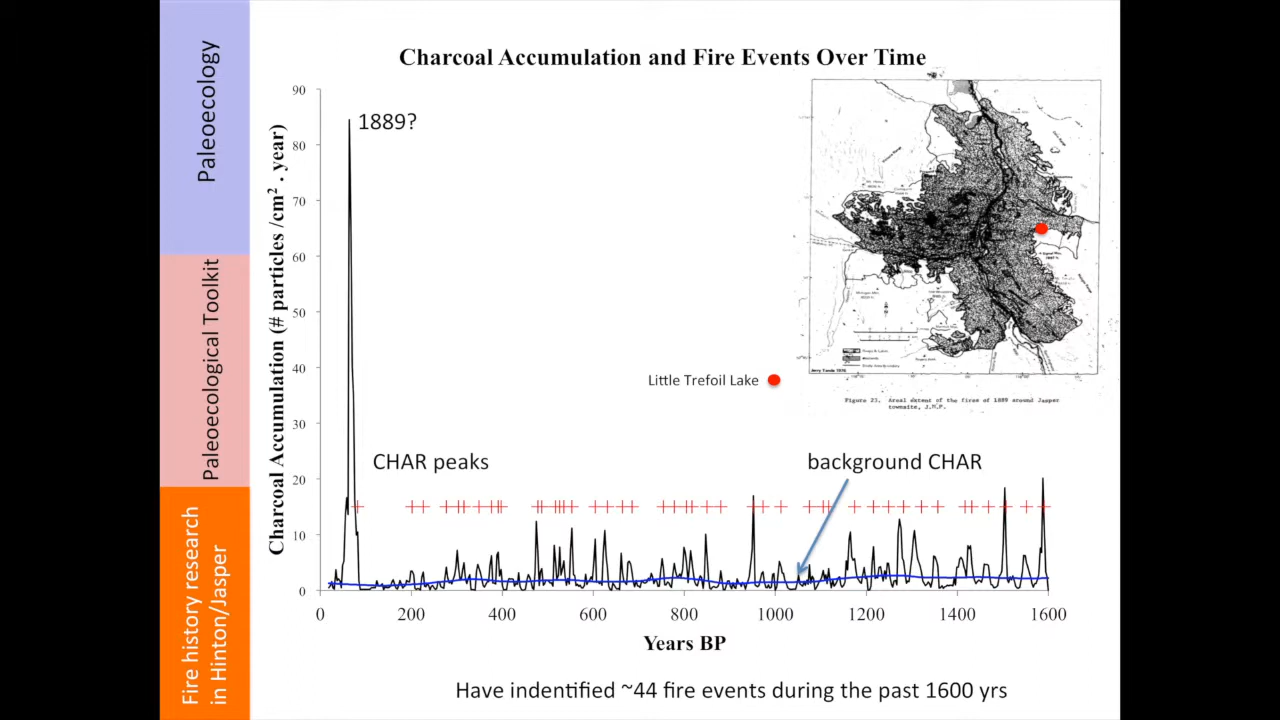 Paleoecology
Paleoecological Toolkit
Fire history research
in Hinton/Jasper
Charcoal Accumulation and Fire Events Over Time
Charcoal Accumulation (# particles /cm² . year)
90
80
70
60
50
40
30
20
10
0
1889?
CHAR peaks
background CHAR
Little Trefoil Lake
Figure 23. Areal extent of the fires of 1889 around Jasper
townsite, J.N.P.
0 200 400 600 800 1000 1200 1400 1600
Years BP
Have indentified ~44 fire events during the past 1600 yrs